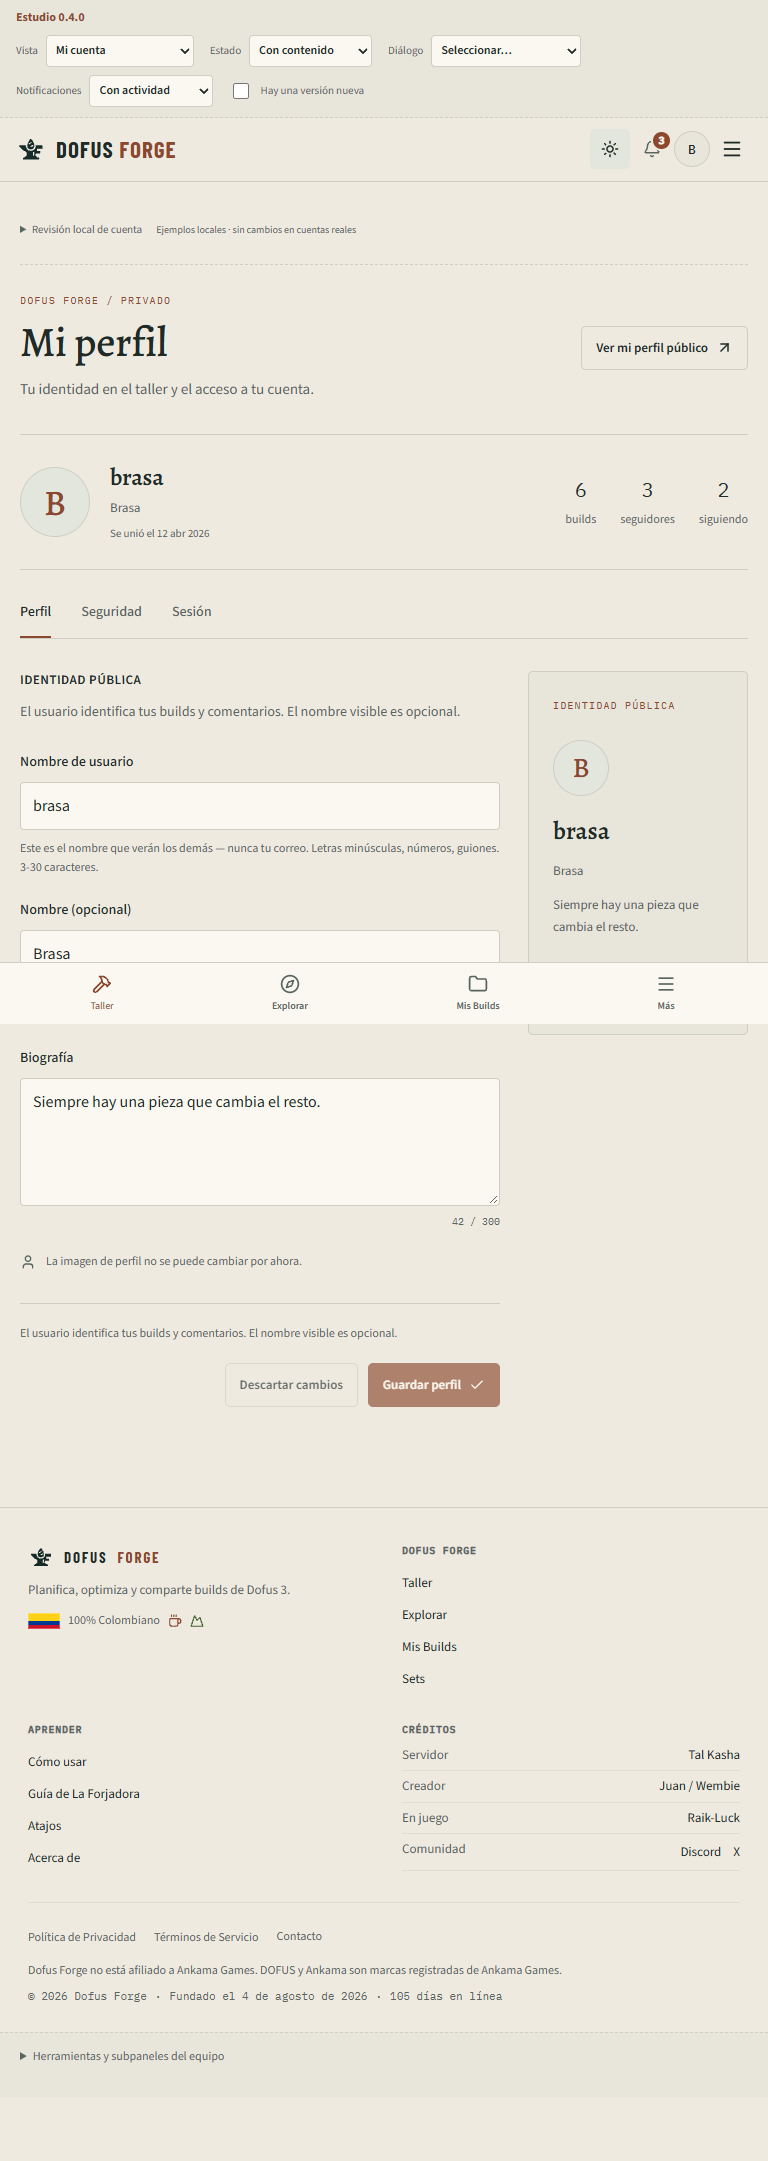 Estudio 0.4.0
Vista Mi cuenta Estado Con contenido Diálogo Seleccionar...
Notificaciones Con actividad Hay una versión nueva
DOFUS FORGE 3 B
Revisión local de cuenta Ejemplos locales · sin cambios en cuentas reales
DOFUS FORGE / PRIVADO
Mi perfil
Ver mi perfil público
Tu identidad en el taller y el acceso a tu cuenta.
B
brasa
Brasa
Se unió el 12 abr 2026
6 3 2
builds seguidores siguiendo
Perfil Seguridad Sesión
IDENTIDAD PÚBLICA
El usuario identifica tus builds y comentarios. El nombre visible es opcional.
Nombre de usuario
brasa
Este es el nombre que verán los demás — nunca tu correo. Letras minúsculas, números, guiones.
3-30 caracteres.
Nombre (opcional)
Brasa
IDENTIDAD PÚBLICA
B
brasa
Brasa
Siempre hay una pieza que
cambia el resto.
Taller Explorar Mis Builds Más
Biografía
Siempre hay una pieza que cambia el resto.
42 / 300
La imagen de perfil no se puede cambiar por ahora.
El usuario identifica tus builds y comentarios. El nombre visible es opcional.
Descartar cambios Guardar perfil
DOFUS FORGE
Planifica, optimiza y comparte builds de Dofus 3.
100% Colombiano
DOFUS FORGE
Taller
Explorar
Mis Builds
Sets
APRENDER
Cómo usar
Guía de La Forjadora
Atajos
Acerca de
CRÉDITOS
Servidor Tal Kasha
Creador Juan / Wembie
En juego Raik-Luck
Comunidad Discord X
Política de Privacidad Términos de Servicio Contacto
Dofus Forge no está afiliado a Ankama Games. DOFUS y Ankama son marcas registradas de Ankama Games.
© 2026 Dofus Forge · Fundado el 4 de agosto de 2026 · 105 días en línea
Herramientas y subpaneles del equipo